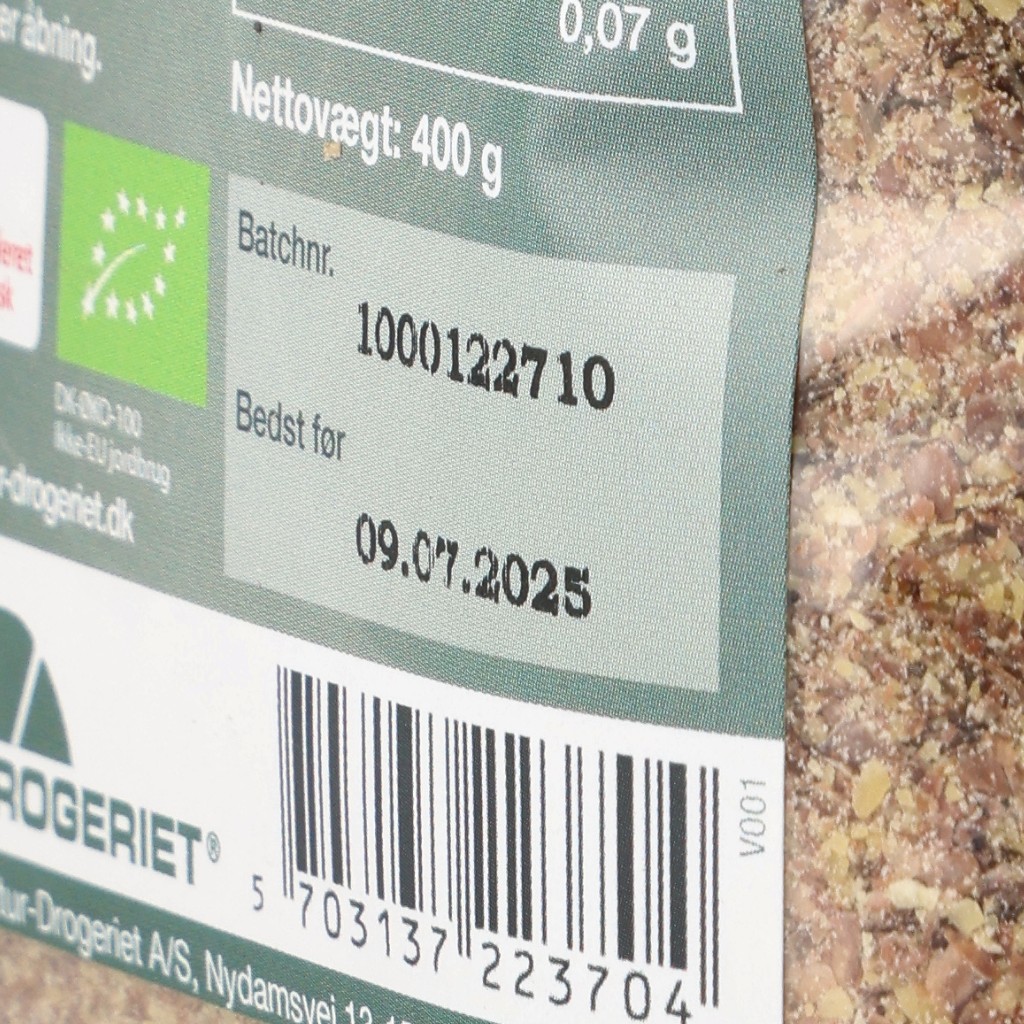 0,07 g
åbning.
Nettovægt: 400 g
Batchnr.
1000122710
Bedst før
09.07.2025
DK-ØKO-100
Ikke-EU jordbrug
-drogeriet.dk
ROGERIET®
V001
5 703137 223704
ur-Drogeriet A/S, Nydamsvej